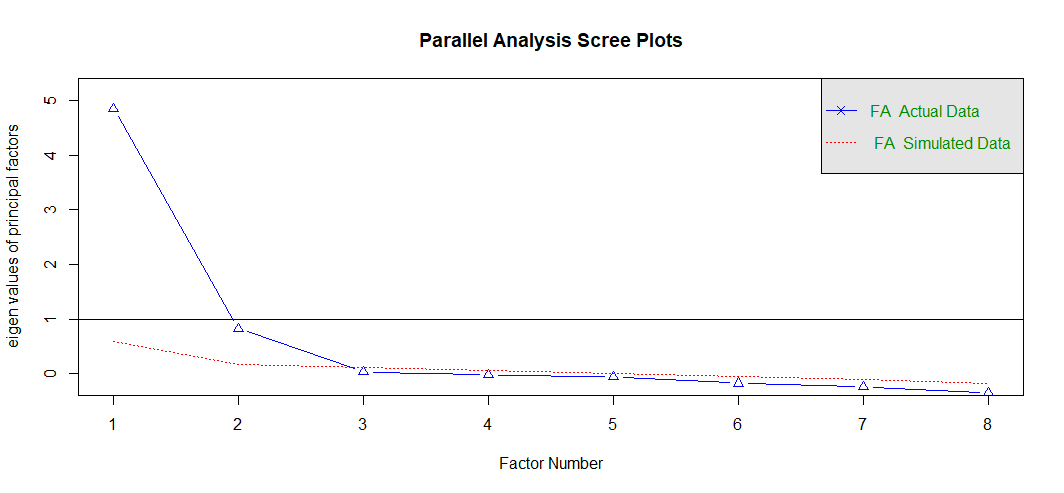 Parallel Analysis Scree Plots
eigen values of principal factors
5
4
3
2
1
0
FA Actual Data
FA Simulated Data
1 2 3 4 5 6 7 8
Factor Number